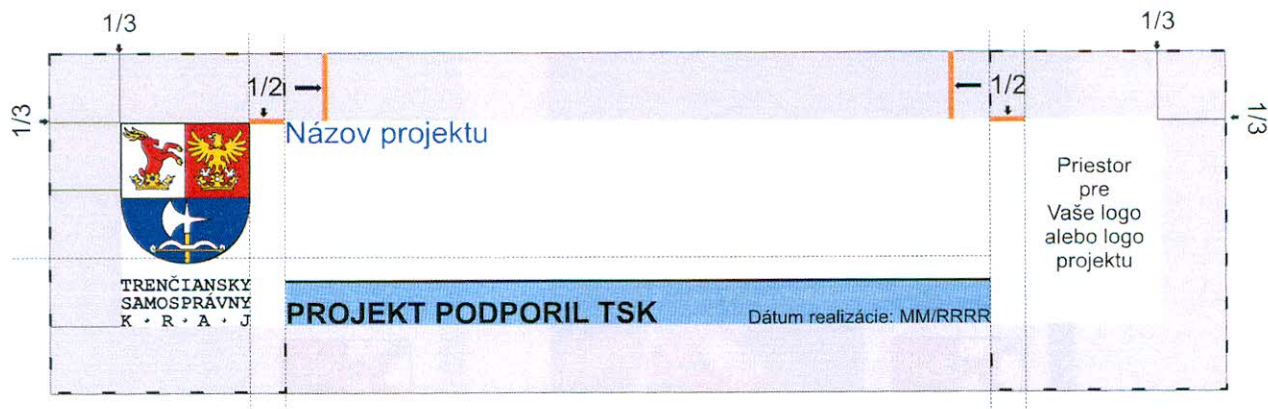 1/3
1/3
1/2
1/2
1/3
1/3
Názov projektu
Priestor
pre
Vaše logo
alebo logo
projektu
TRENČIANSKY
SAMOSPRÁVNY
K · R · A · J
PROJEKT PODPORIL TSK
Dátum realizácie: MM/RRRR